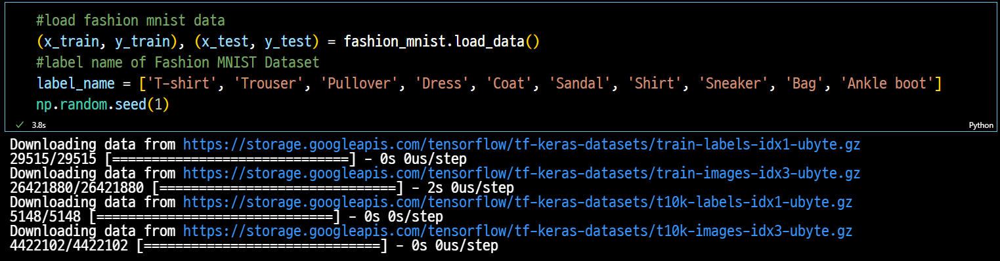 #load fashion mnist data
(x_train, y_train), (x_test, y_test) = fashion_mnist.load_data()
#label name of Fashion MNIST Dataset
label_name = ['T-shirt', 'Trouser', 'Pullover', 'Dress', 'Coat', 'Sandal', 'Shirt', 'Sneaker', 'Bag', 'Ankle boot']
np.random.seed(1)
3.8s
Python
Downloading data from https://storage.googleapis.com/tensorflow/tf-keras-datasets/train-labels-idx1-ubyte.gz
29515/29515 [==============================] - 0s 0us/step
Downloading data from https://storage.googleapis.com/tensorflow/tf-keras-datasets/train-images-idx3-ubyte.gz
26421880/26421880 [==============================] - 2s 0us/step
Downloading data from https://storage.googleapis.com/tensorflow/tf-keras-datasets/t10k-labels-idx1-ubyte.gz
5148/5148 [==============================] - 0s 0s/step
Downloading data from https://storage.googleapis.com/tensorflow/tf-keras-datasets/t10k-images-idx3-ubyte.gz
4422102/4422102 [==============================] - 0s 0us/step